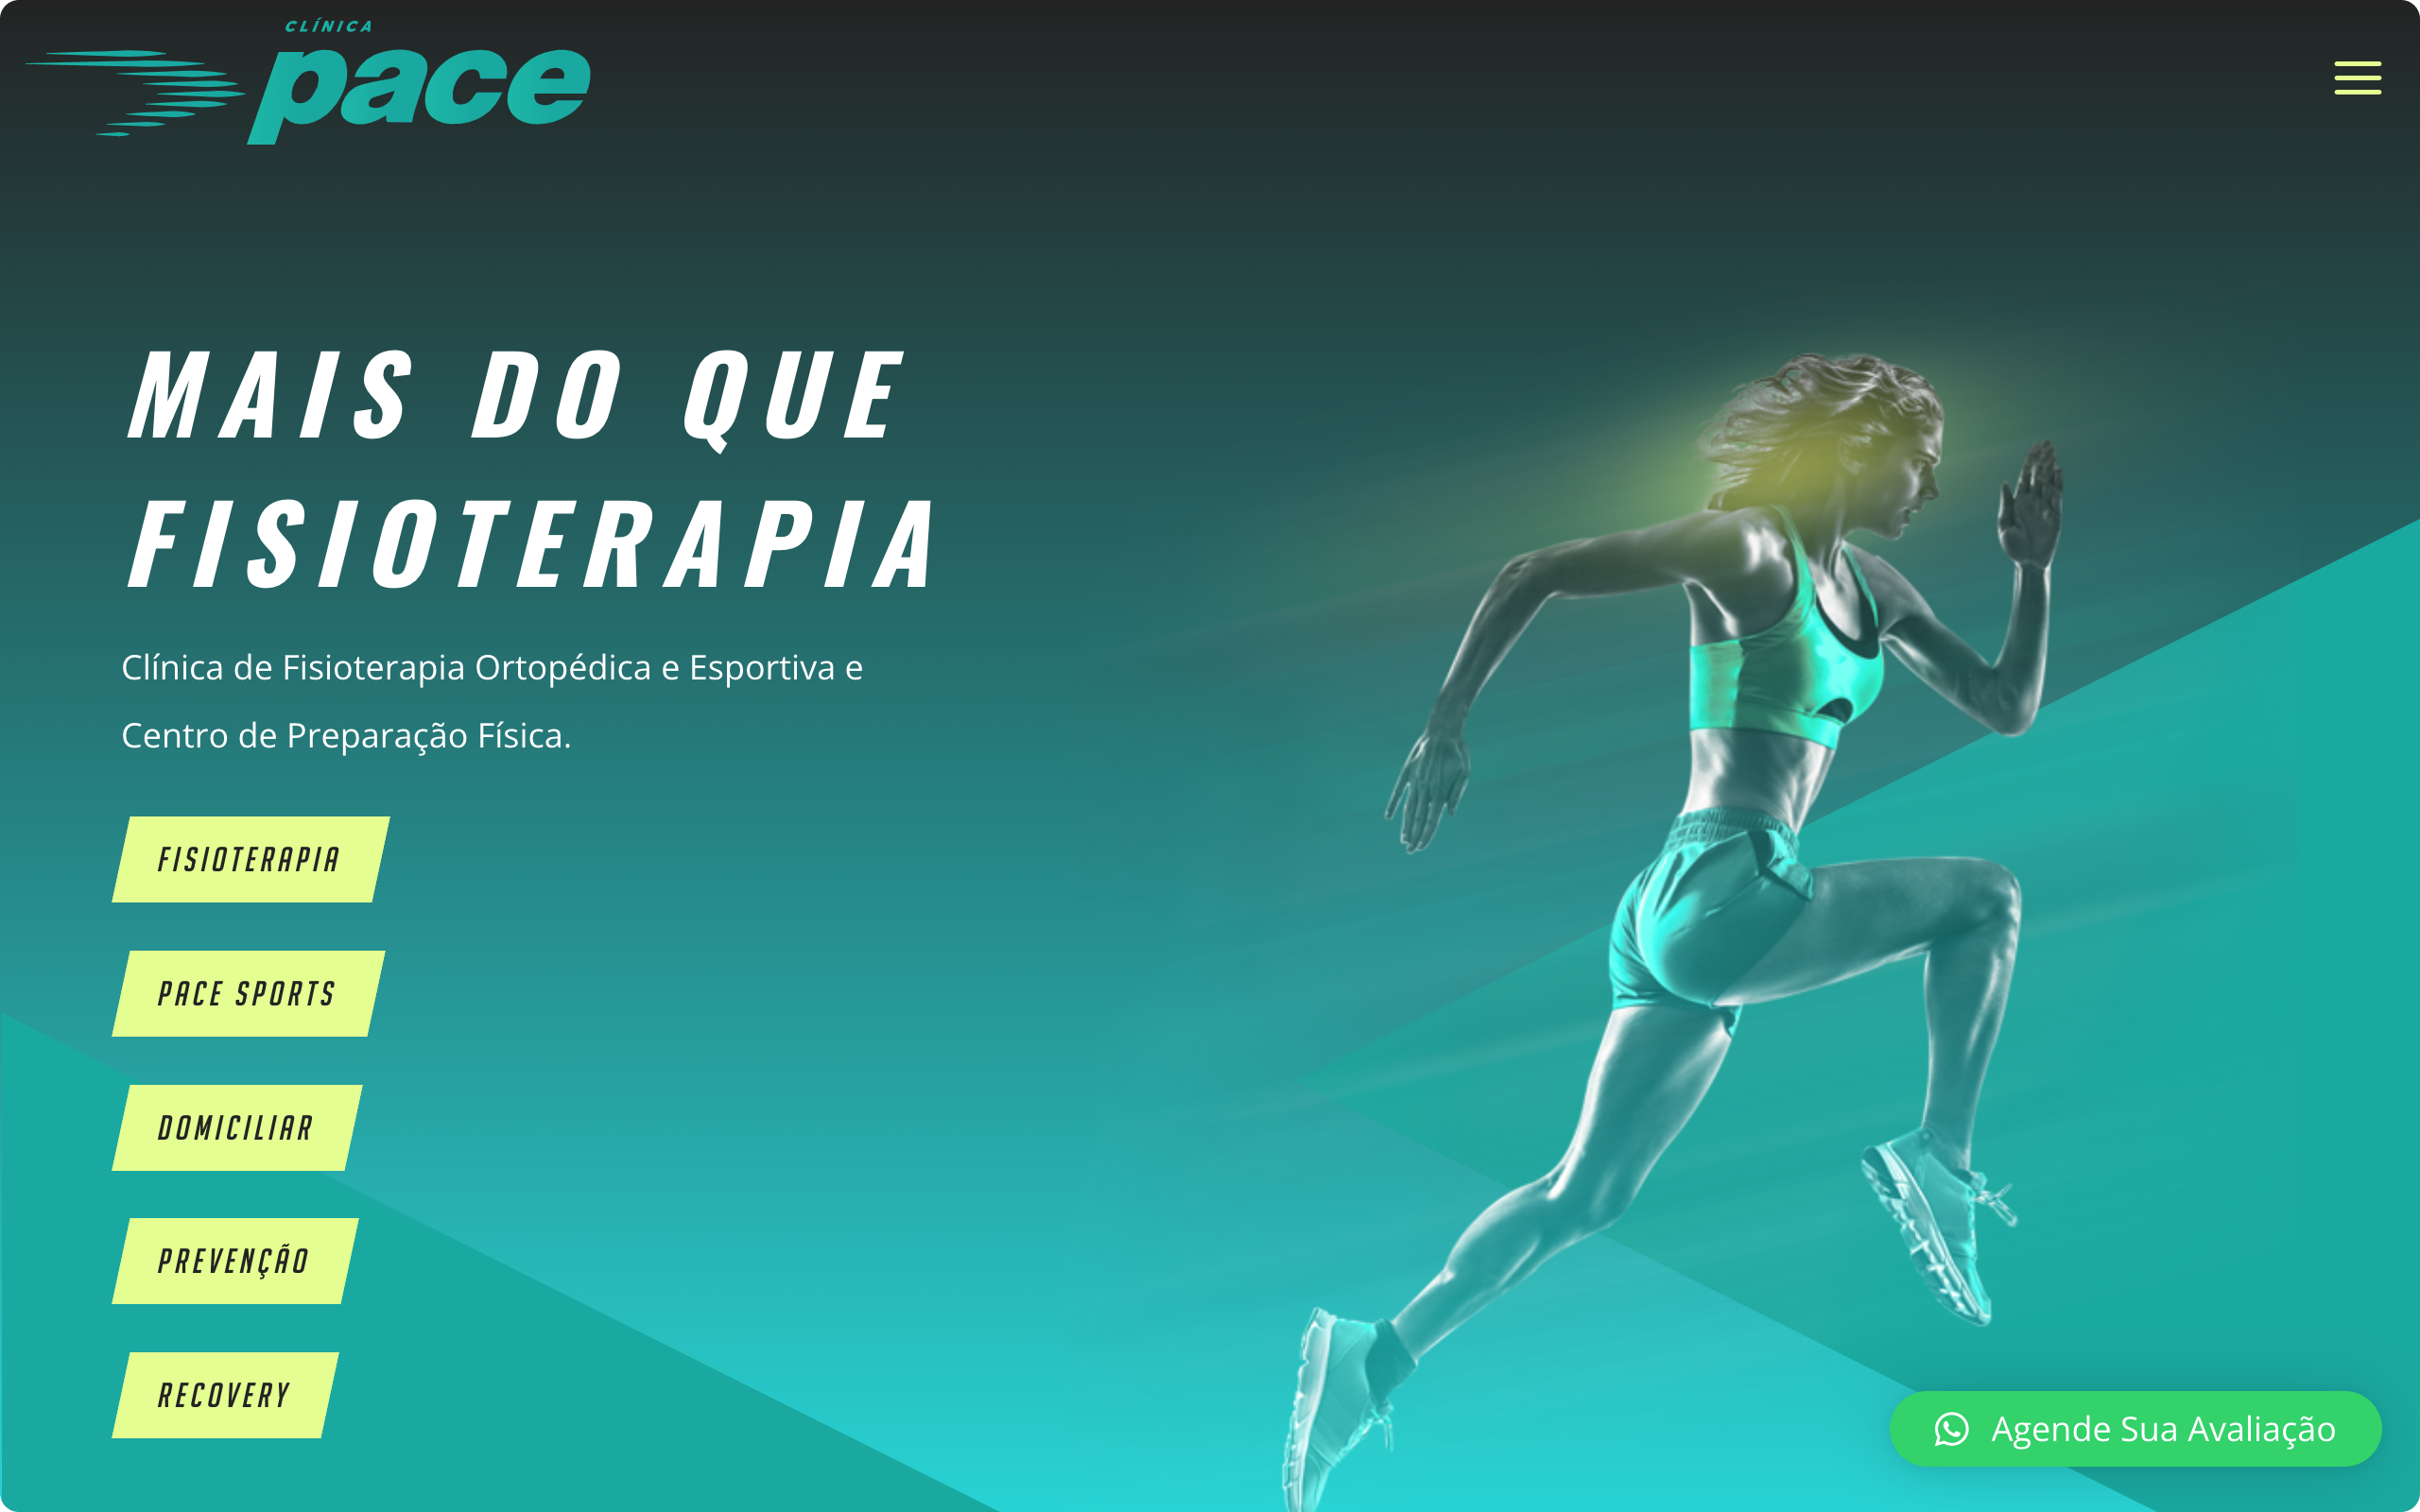 CLÍNICA
pace
MAIS DO QUE
FISIOTERAPIA
Clínica de Fisioterapia Ortopédica e Esportiva e
Centro de Preparação Física.
FISIOTERAPIA
PACE SPORTS
DOMICILIAR
PREVENÇÃO
RECOVERY
Agende Sua Avaliação